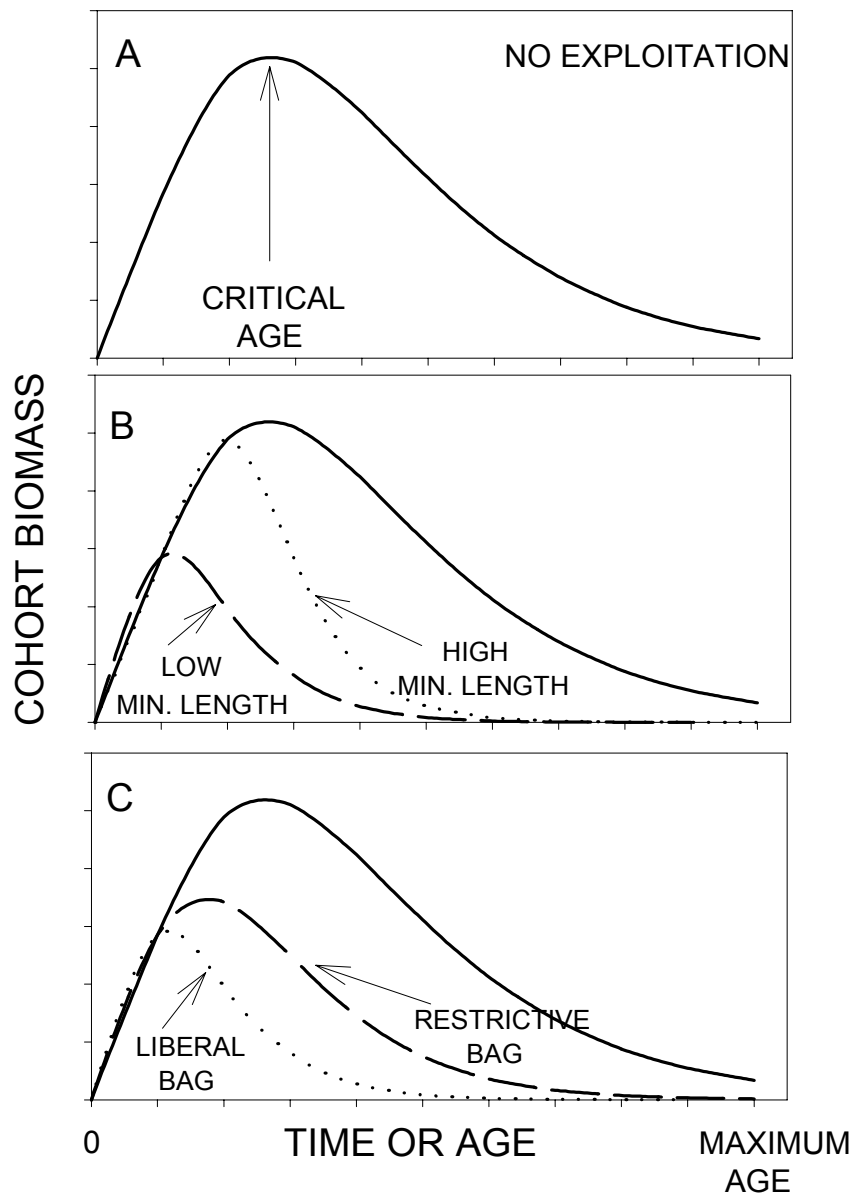 A
NO EXPLOITATION
CRITICAL
AGE
COHORT BIOMASS
B
LOW
MIN. LENGTH
HIGH
MIN. LENGTH
C
LIBERAL
BAG
RESTRICTIVE
BAG
0
TIME OR AGE
MAXIMUM
AGE